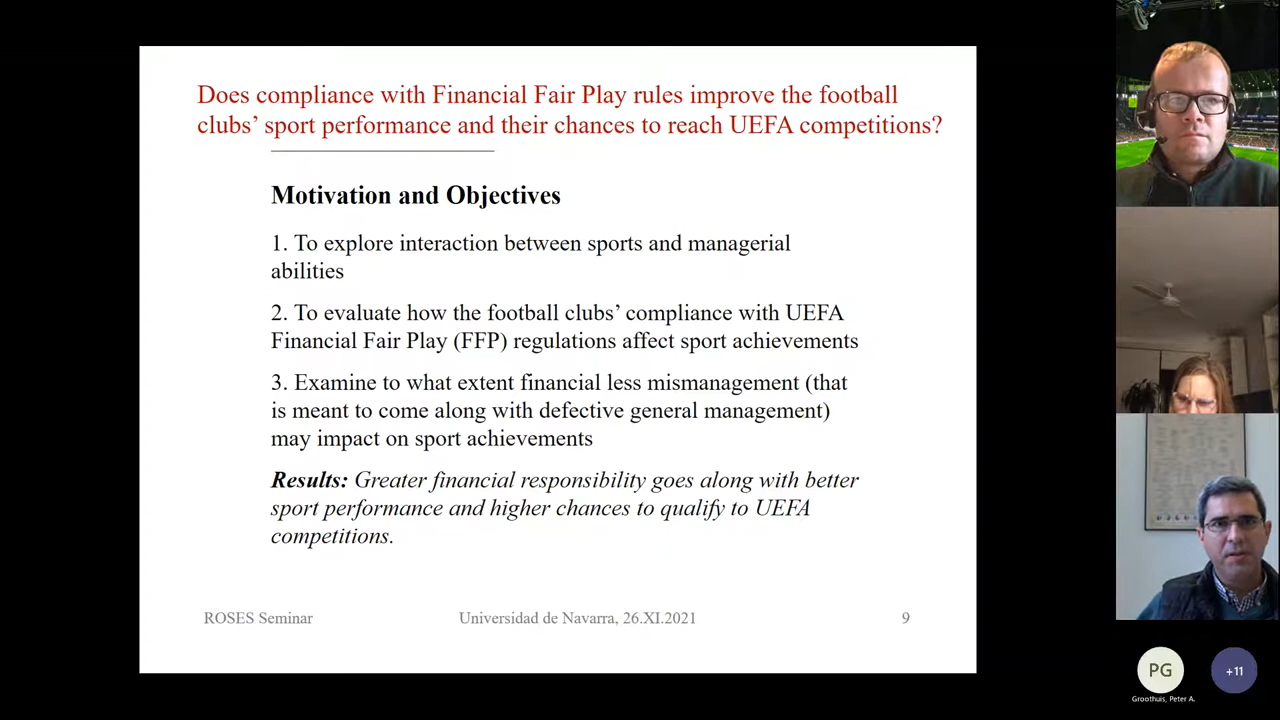 Does compliance with Financial Fair Play rules improve the football
clubs’ sport performance and their chances to reach UEFA competitions?
Motivation and Objectives
1. To explore interaction between sports and managerial
abilities
2. To evaluate how the football clubs’ compliance with UEFA
Financial Fair Play (FFP) regulations affect sport achievements
3. Examine to what extent financial less mismanagement (that
is meant to come along with defective general management)
may impact on sport achievements
Results: Greater financial responsibility goes along with better
sport performance and higher chances to qualify to UEFA
competitions.
ROSES Seminar Universidad de Navarra, 26.XI.2021 9
PG +11
Groothuis, Peter A.